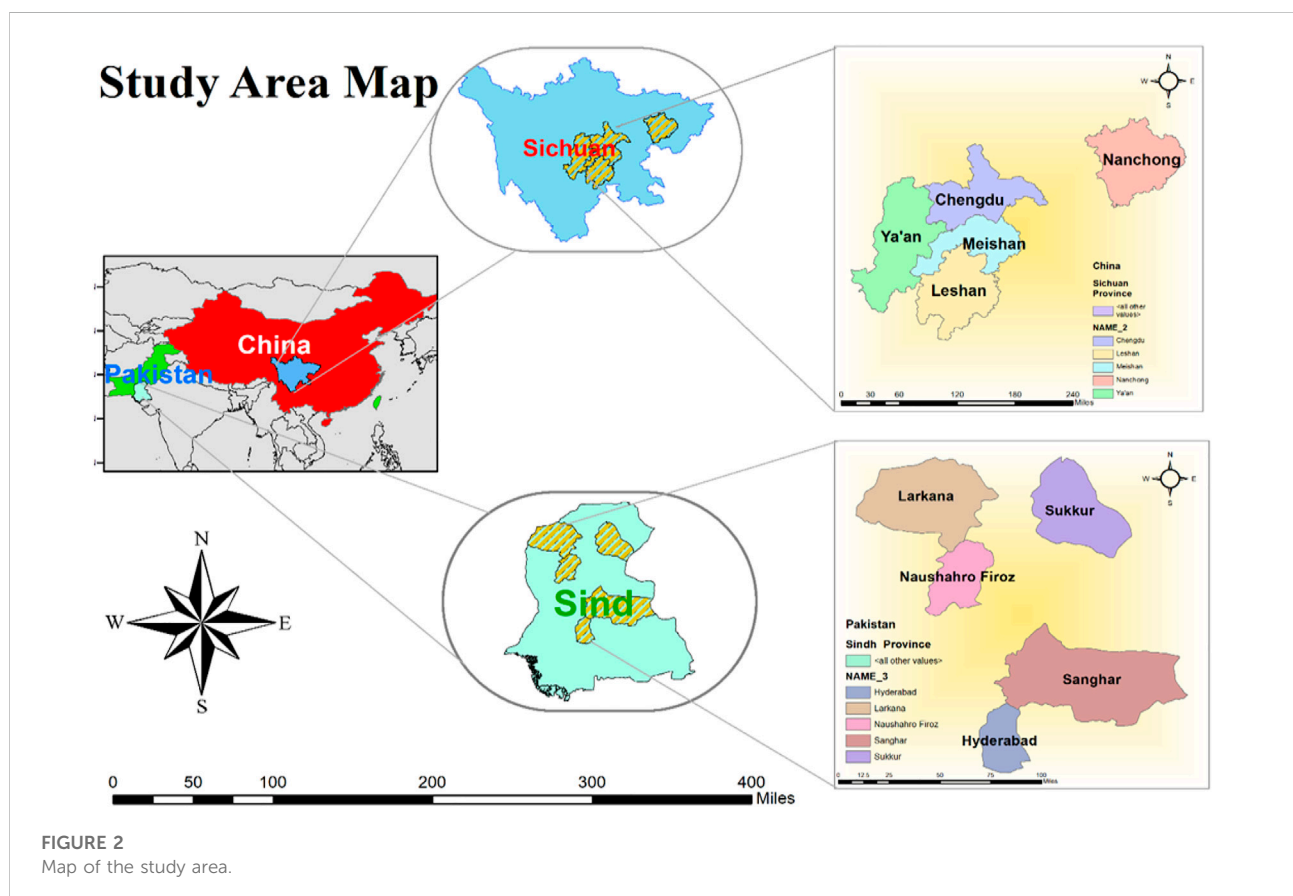 Study Area Map
Sichuan
China
Pakistan
Sind
N
W
E
S
0
100
200
300
400
Miles
N
W
E
S
Nanchong
Chengdu
Ya'an
Meishan
Leshan
China
Sichuan
Province
<all other
values>
NAME_2
Chengdu
Leshan
Meishan
Nanchong
Ya'an
0
30
60
120
180
240
Miles
N
W
E
S
Larkana
Sukkur
Naushahro Firoz
Sanghar
Hyderabad
Pakistan
Sindh Province
<all other values>
NAME_3
Hyderabad
Larkana
Naushahro Firoz
Sanghar
Sukkur
0
12.5
25
50
75
100
Miles
FIGURE 2
Map of the study area.